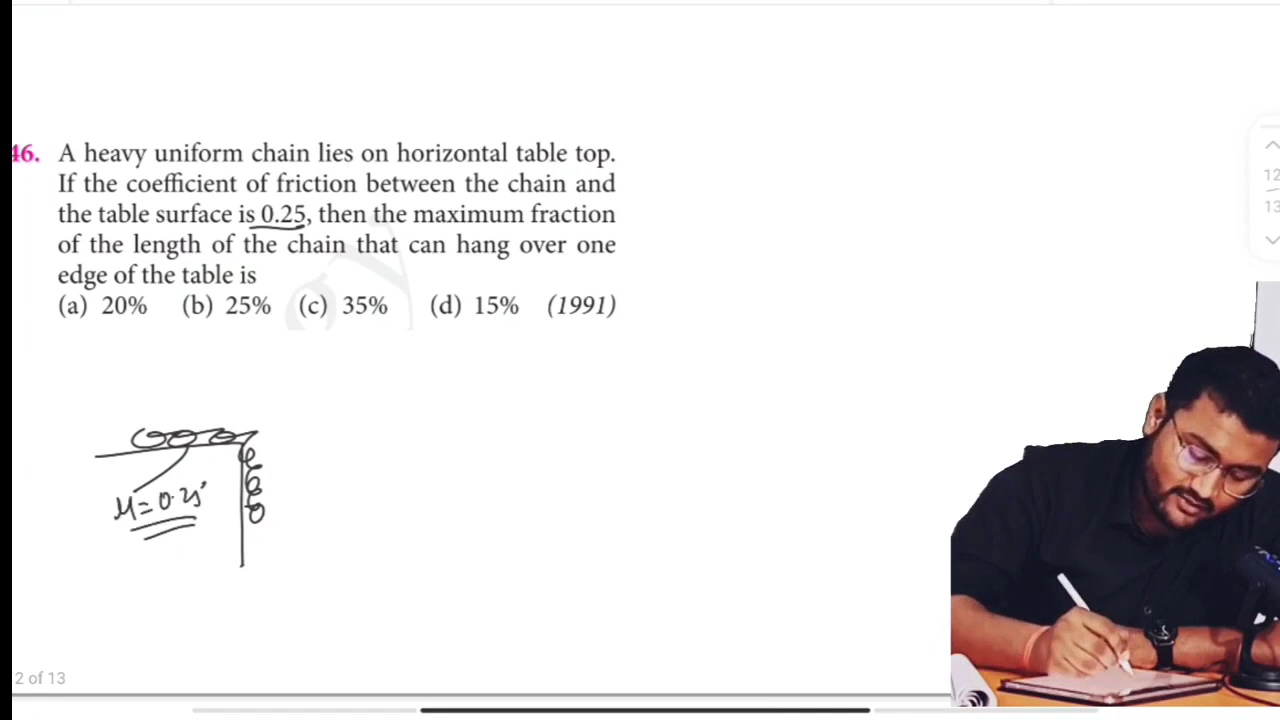 46. A heavy uniform chain lies on horizontal table top.
If the coefficient of friction between the chain and
the table surface is 0.25, then the maximum fraction
of the length of the chain that can hang over one
edge of the table is
(a) 20% (b) 25% (c) 35% (d) 15% (1991)
μ=0.25
2 of 13
12
13